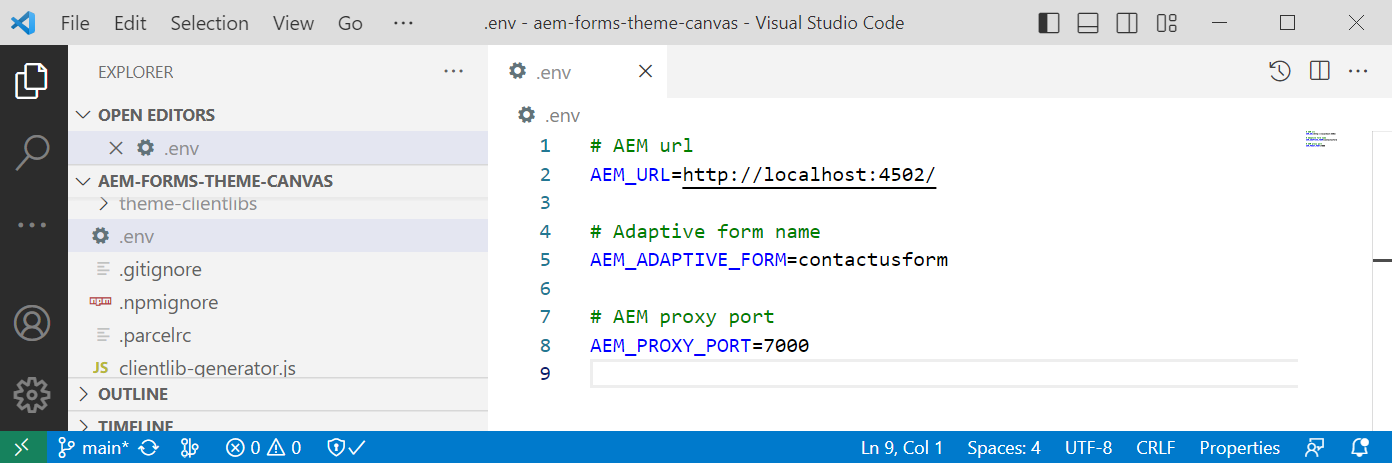 File Edit Selection View Go ··· .env - aem-forms-theme-canvas - Visual Studio Code
EXPLORER ···
.env
OPEN EDITORS
.env
.env
AEM-FORMS-THEME-CANVAS
theme-clientlibs
.env
.gitignore
.npmignore
.parcelrc
JS clientlib-generator.js
OUTLINE
TIMELINE
1 # AEM url
2 AEM_URL=http://localhost:4502/
3
4 # Adaptive form name
5 AEM_ADAPTIVE_FORM=contactusform
6
7 # AEM proxy port
8 AEM_PROXY_PORT=7000
9
main* 0 0 Ln 9, Col 1 Spaces: 4 UTF-8 CRLF Properties